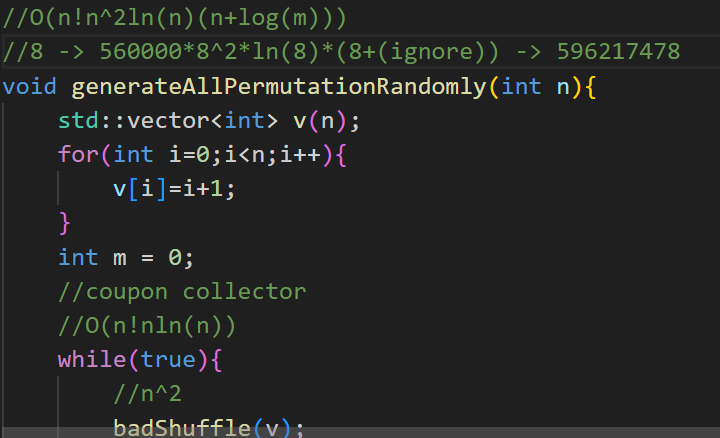 //O(n!n^2ln(n)(n+log(m)))
//8 -> 560000*8^2*ln(8)*(8+(ignore)) -> 596217478
void generateAllPermutationRandomly(int n){
    std::vector<int> v(n);
    for(int i=0;i<n;i++){
        v[i]=i+1;
    }
    int m = 0;
    //coupon collector
    //O(n!nln(n))
    while(true){
        //n^2
        badShuffle(v);